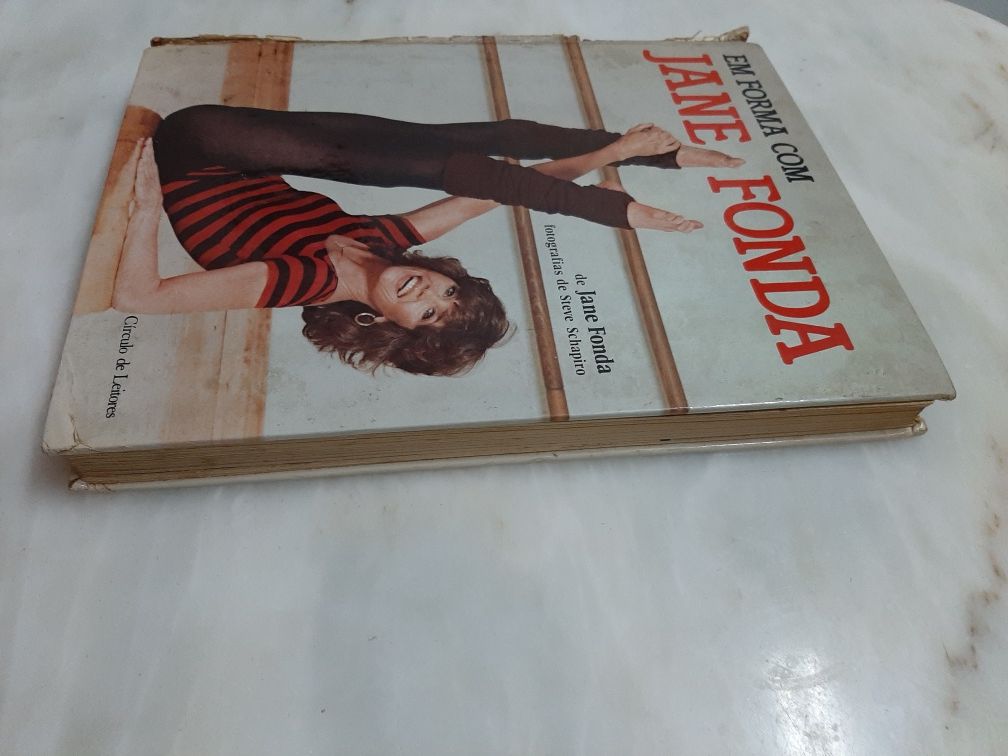 EM FORMA COM
JANE FONDA
de Jane Fonda
fotografias de Steve Schapiro
Círculo de Leitores